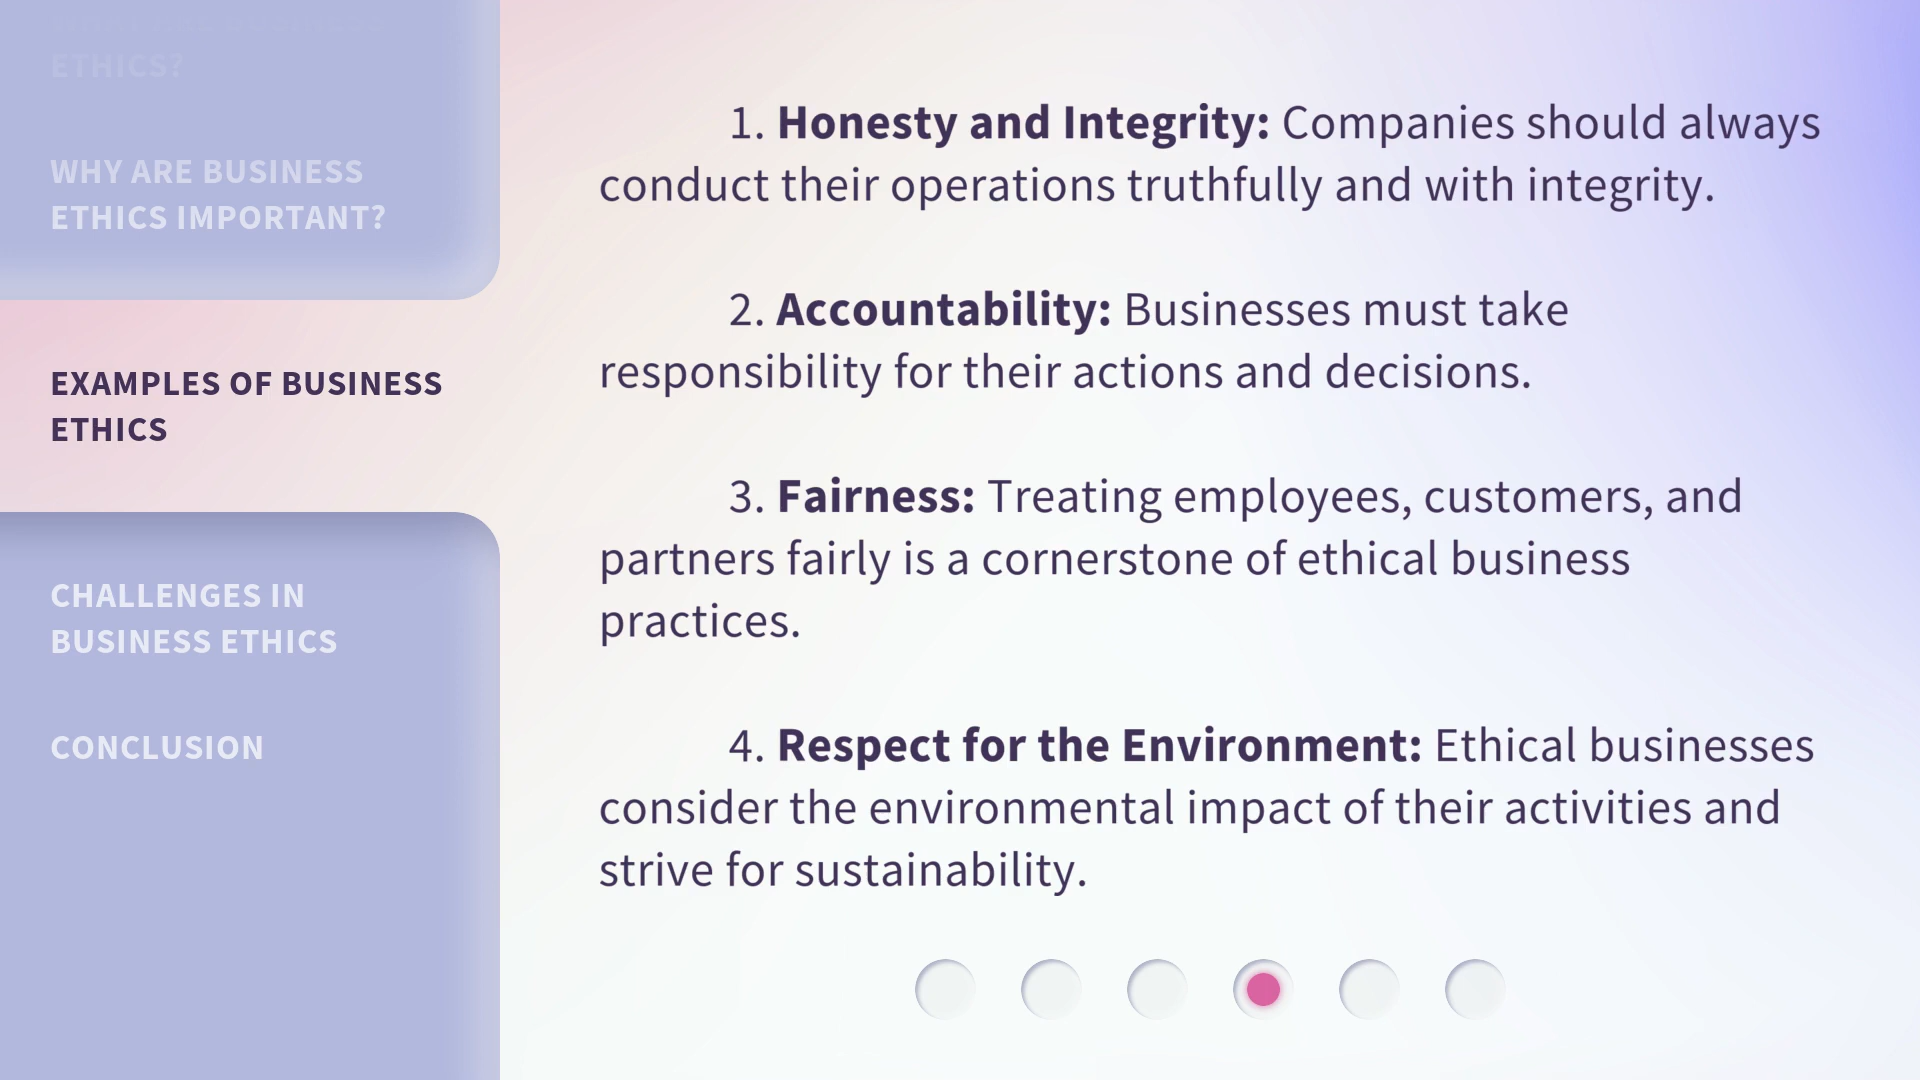 ETHICS?
WHY ARE BUSINESS
ETHICS IMPORTANT?
EXAMPLES OF BUSINESS
ETHICS
CHALLENGES IN
BUSINESS ETHICS
CONCLUSION
1. Honesty and Integrity: Companies should always
conduct their operations truthfully and with integrity.
2. Accountability: Businesses must take
responsibility for their actions and decisions.
3. Fairness: Treating employees, customers, and
partners fairly is a cornerstone of ethical business
practices.
4. Respect for the Environment: Ethical businesses
consider the environmental impact of their activities and
strive for sustainability.